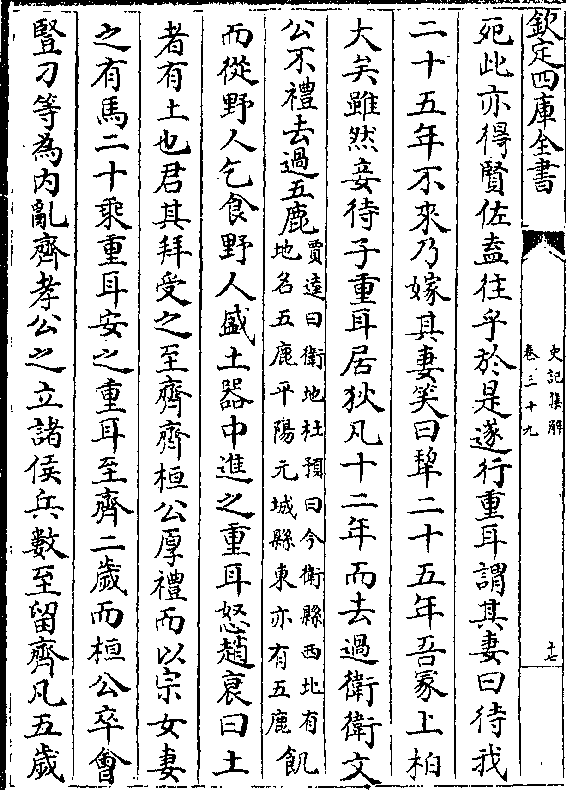 欽定四庫全書
史記集解
卷三十九
十七
死此亦得賢佐盍往乎於是遂行重耳謂其妻曰待我
二十五年不來乃嫁其妻笑曰犂二十五年吾冢上柏
大矣雖然妾待子重耳居狄凡十二年而去過衛衛文
公不禮去過五鹿賈逵曰衛地杜預曰今衛縣西北有地名五鹿平陽元城縣東亦有五鹿飢
而從野人乞食野人盛土器中進之重耳怒趙衰曰土
者有土也君其拜受之至齊齊桓公厚禮而以宗女妻
之有馬二十乘重耳安之重耳至齊二歲而桓公卒會
豎刁等為内亂齊孝公之立諸侯兵數至留齊凡五歲